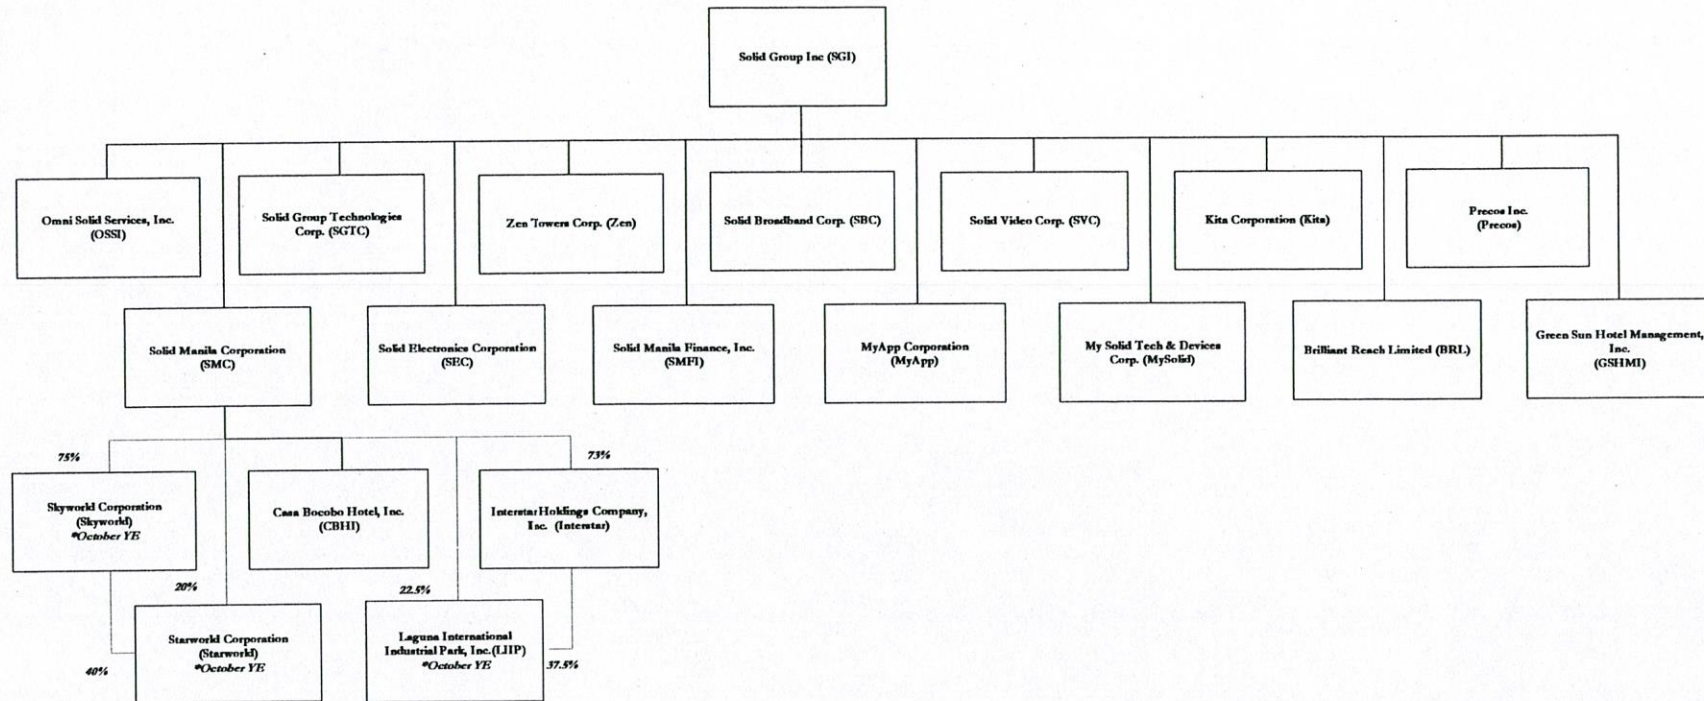 Solid Group Inc (SGI)
Omni Solid Services, Inc.
(OSSI)
Solid Group Technologies
Corp. (SGTC)
Zen Towers Corp. (Zen)
Solid Broadband Corp. (SBC)
Solid Video Corp. (SVC)
Kita Corporation (Kita)
Precos Inc.
(Precos)
Solid Manila Corporation
(SMC)
Solid Electronics Corporation
(SEC)
Solid Manila Finance, Inc.
(SMFI)
MyApp Corporation
(MyApp)
My Solid Tech & Devices
Corp. (MySolid)
Brilliant Reach Limited (BRL)
Green Sun Hotel Management,
Inc.
(GSHMI)
75%
73%
Skyworld Corporation
(Skyworld)
*October YE
Casa Bocobo Hotel, Inc.
(CBHI)
Interstar Holdings Company,
Inc. (Interstar)
20%
22.5%
Starworld Corporation
(Starworld)
*October YE
Laguna International
Industrial Park, Inc.(LIIP)
*October YE
40%
37.5%